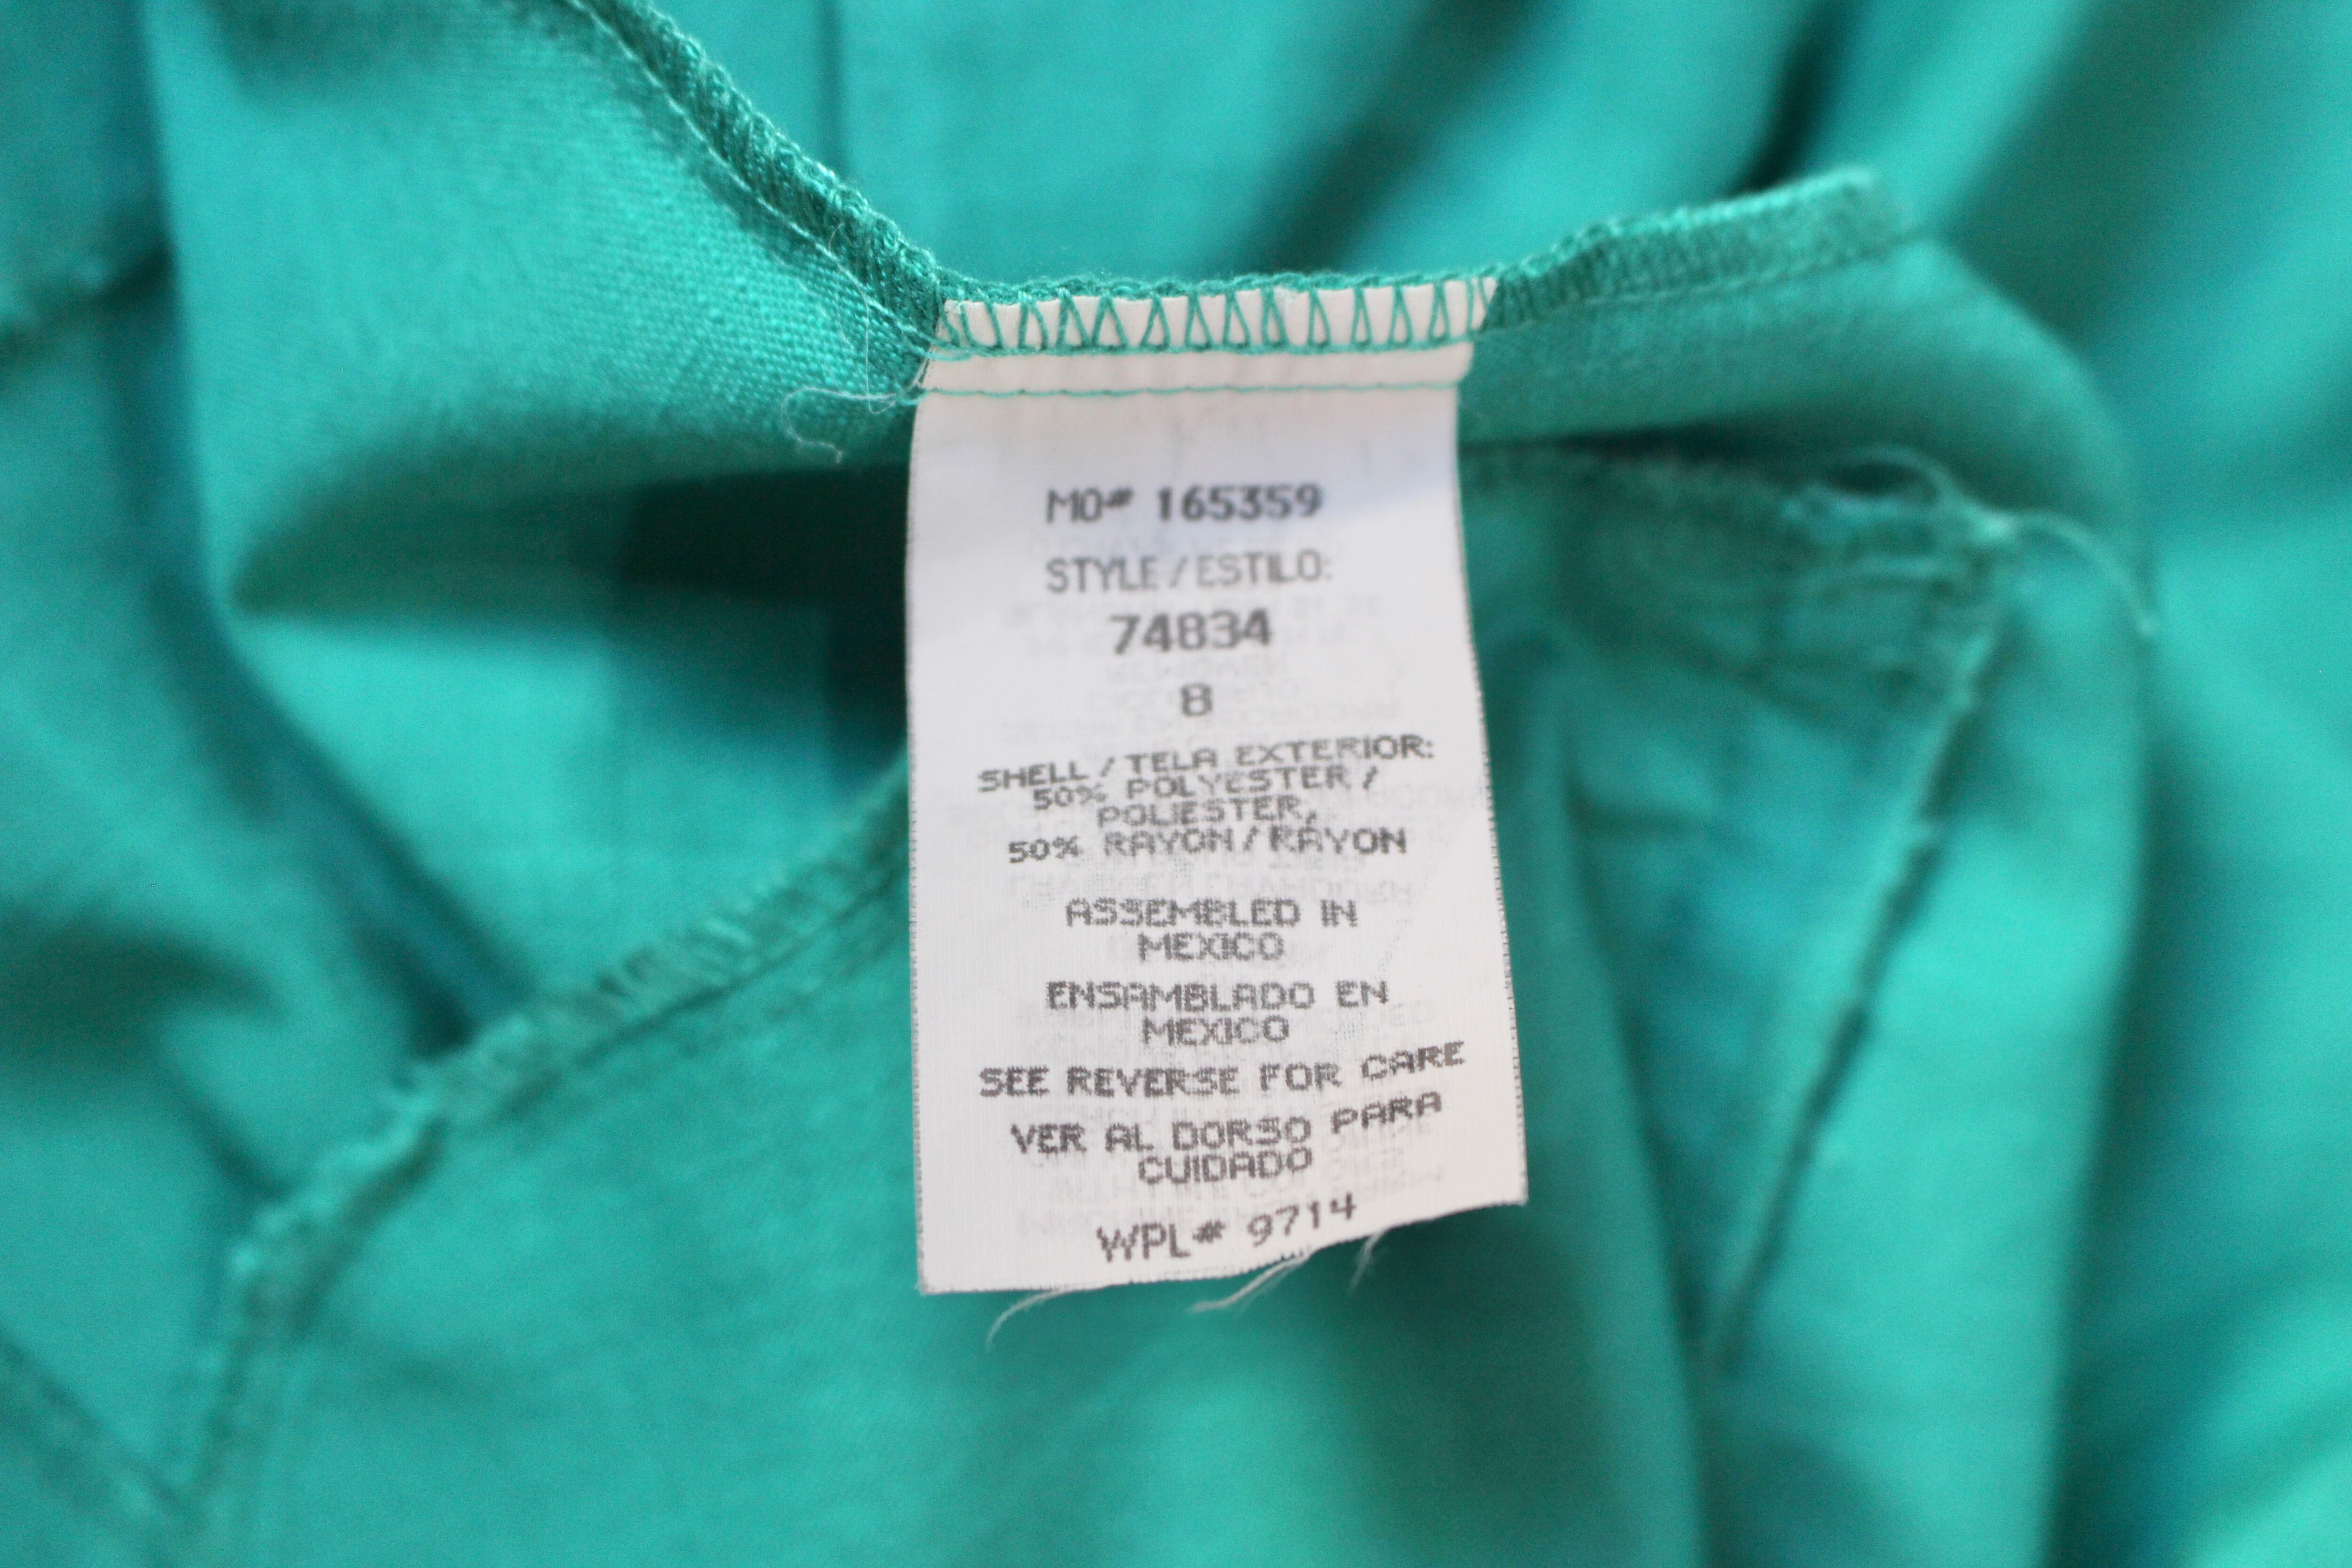 MO# 165359
STYLE/ESTILO:
74834
8
SHELL/TELA EXTERIOR:
50% POLYESTER/
POLIESTER,
50% RAYON/RAYON
ASSEMBLED IN
MEXICO
ENSAMBLADO EN
MEXICO
SEE REVERSE FOR CARE
VER AL DORSO PARA
CUIDADO
WPL# 9714